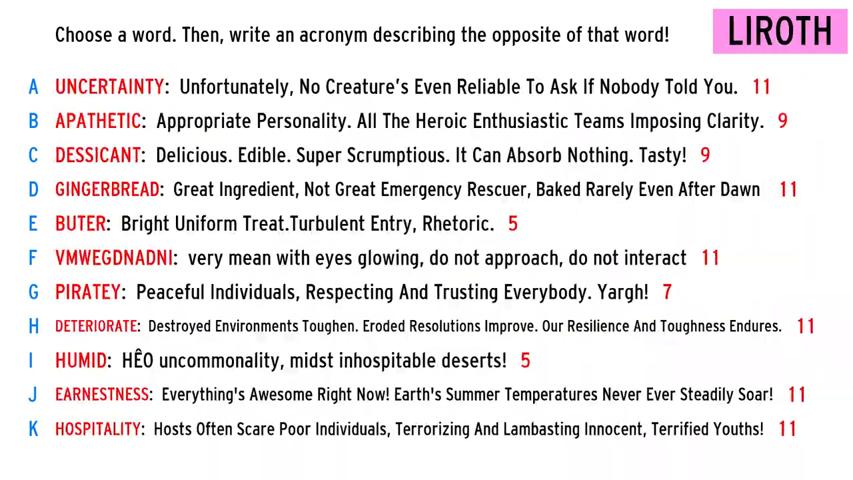 Choose a word. Then, write an acronym describing the opposite of that word!
LIROTH
A UNCERTAINTY: Unfortunately, No Creature's Even Reliable To Ask If Nobody Told You. 11
B APATHETIC: Appropriate Personality. All The Heroic Enthusiastic Teams Imposing Clarity. 9
C DESSICANT: Delicious. Edible. Super Scrumptious. It Can Absorb Nothing. Tasty! 9
D GINGERBREAD: Great Ingredient, Not Great Emergency Rescuer, Baked Rarely Even After Dawn 11
E BUTER: Bright Uniform Treat.Turbulent Entry, Rhetoric. 5
F VMWEGDNADNI: very mean with eyes glowing, do not approach, do not interact 11
G PIRATEY: Peaceful Individuals, Respecting And Trusting Everybody. Yargh! 7
H DETERIORATE: Destroyed Environments Toughen. Eroded Resolutions Improve. Our Resilience And Toughness Endures. 11
I HUMID: HÊO uncommonality, midst inhospitable deserts! 5
J EARNESTNESS: Everything's Awesome Right Now! Earth's Summer Temperatures Never Ever Steadily Soar! 11
K HOSPITALITY: Hosts Often Scare Poor Individuals, Terrorizing And Lambasting Innocent, Terrified Youths! 11